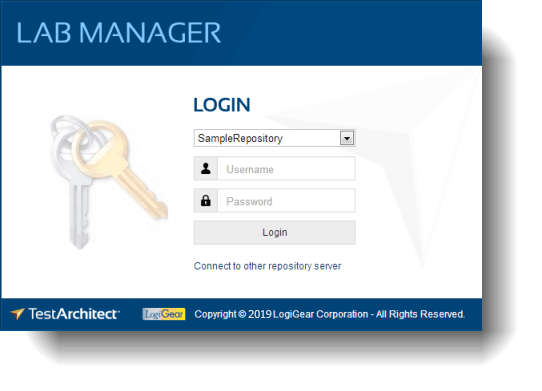 LAB MANAGER
LOGIN
SampleRepository
Username
Password
Login
Connect to other repository server
TestArchitect LogiGear Copyright © 2019 LogiGear Corporation - All Rights Reserved.